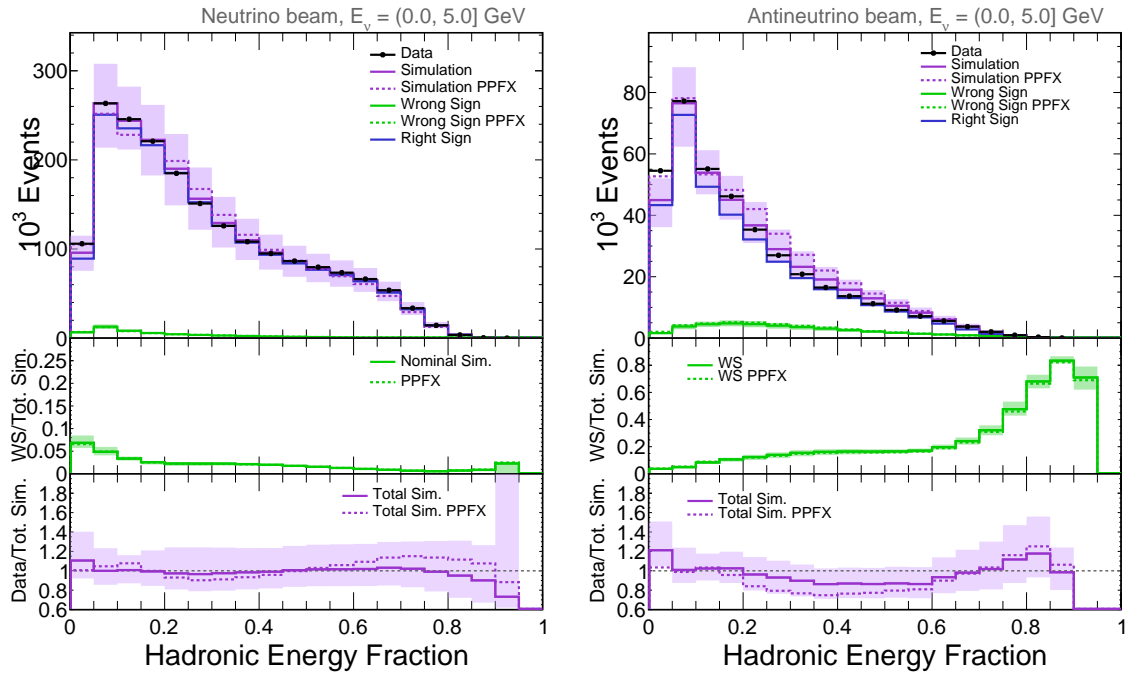 Neutrino beam, Eν = (0.0, 5.0] GeV
10³ Events
300
200
100
0
Data
Simulation
Simulation PPFX
Wrong Sign
Wrong Sign PPFX
Right Sign
WS/Tot. Sim.
0.25
0.2
0.15
0.1
0.05
0
Nominal Sim.
PPFX
Data/Tot. Sim.
1.8
1.6
1.4
1.2
1
0.8
0.6
Total Sim.
Total Sim. PPFX
0 0.2 0.4 0.6 0.8 1
Hadronic Energy Fraction
Antineutrino beam, Eν = (0.0, 5.0] GeV
10³ Events
80
60
40
20
0
Data
Simulation
Simulation PPFX
Wrong Sign
Wrong Sign PPFX
Right Sign
WS/Tot. Sim.
0.8
0.6
0.4
0.2
0
WS
WS PPFX
Data/Tot. Sim.
1.8
1.6
1.4
1.2
1
0.8
0.6
Total Sim.
Total Sim. PPFX
0 0.2 0.4 0.6 0.8 1
Hadronic Energy Fraction